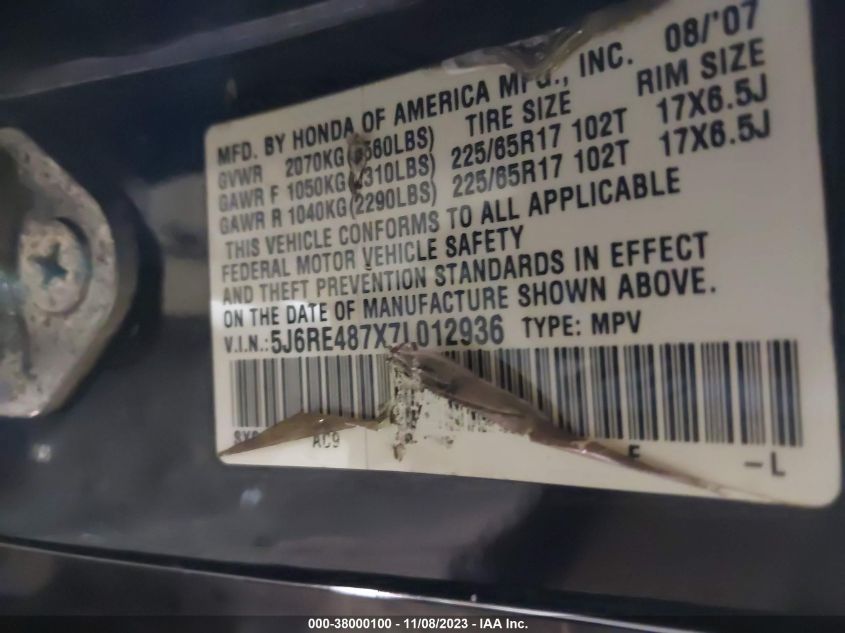 08/'07
MFD. BY HONDA OF AMERICA MFG., INC.
TIRE SIZE RIM SIZE
GVWR 2070KG( 560LBS)
GAWR F 1050KG( 310LBS) 225/65R17 102T 17X6.5J
GAWR R 1040KG(2290LBS) 225/65R17 102T 17X6.5J
THIS VEHICLE CONFORMS TO ALL APPLICABLE
FEDERAL MOTOR VEHICLE SAFETY
AND THEFT PREVENTION STANDARDS IN EFFECT
ON THE DATE OF MANUFACTURE SHOWN ABOVE.
V.I.N.:5J6RE487X7L012936 TYPE: MPV
-L
000-38000100 - 11/08/2023 - IAA Inc.